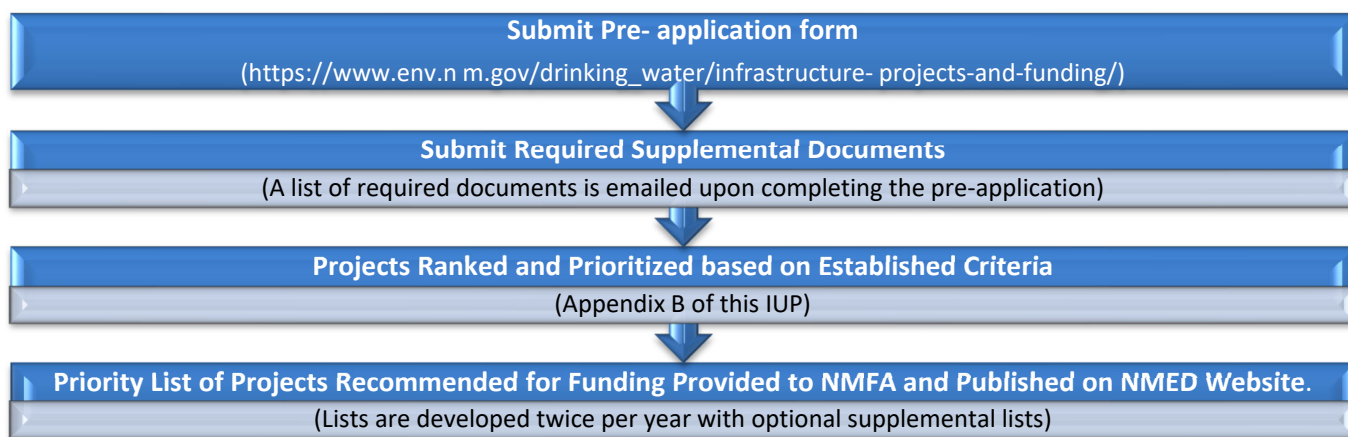 Submit Pre- application form
(https://www.env.n m.gov/drinking_water/infrastructure- projects-and-funding/)
Submit Required Supplemental Documents
(A list of required documents is emailed upon completing the pre-application)
Projects Ranked and Prioritized based on Established Criteria
(Appendix B of this IUP)
Priority List of Projects Recommended for Funding Provided to NMFA and Published on NMED Website.
(Lists are developed twice per year with optional supplemental lists)